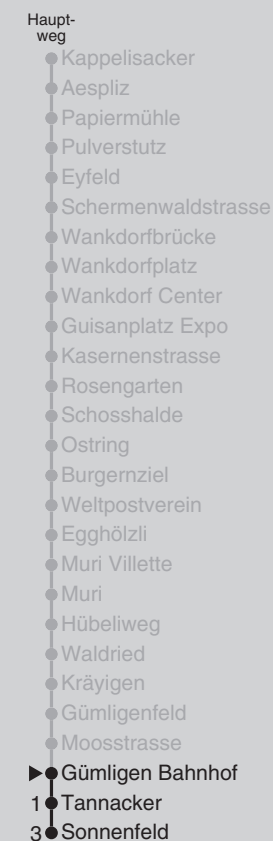 Haupt-
weg
Kappelisacker
Aespliz
Papiermühle
Pulverstutz
Eyfeld
Schermenwaldstrasse
Wankdorfbrücke
Wankdorfplatz
Wankdorf Center
Guisanplatz Expo
Kasernenstrasse
Rosengarten
Schosshalde
Ostring
Burgernziel
Weltpostverein
Egghölzli
Muri Villette
Muri
Hübeliweg
Waldried
Kräyigen
Gümligenfeld
Moosstrasse
Gümligen Bahnhof
1 Tannacker
3 Sonnenfeld